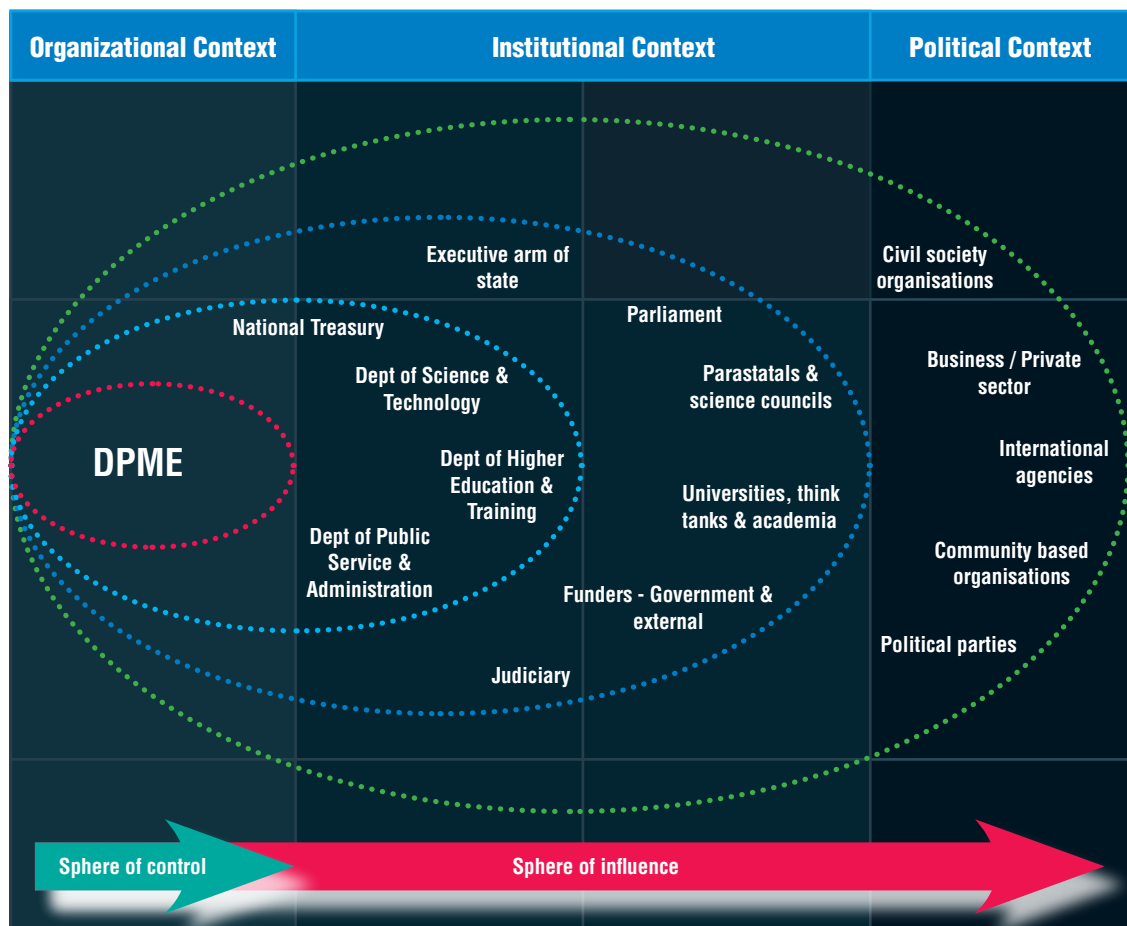 Organizational Context
Institutional Context
Political Context
Executive arm of
state
Civil society
organisations
National Treasury
Parliament
Dept of Science &
Technology
Parastatals &
science councils
Business / Private
sector
DPME
Dept of Higher
Education &
Training
International
agencies
Universities, think
tanks & academia
Dept of Public
Service &
Administration
Community based
organisations
Funders - Government &
external
Political parties
Judiciary
Sphere of control
Sphere of influence